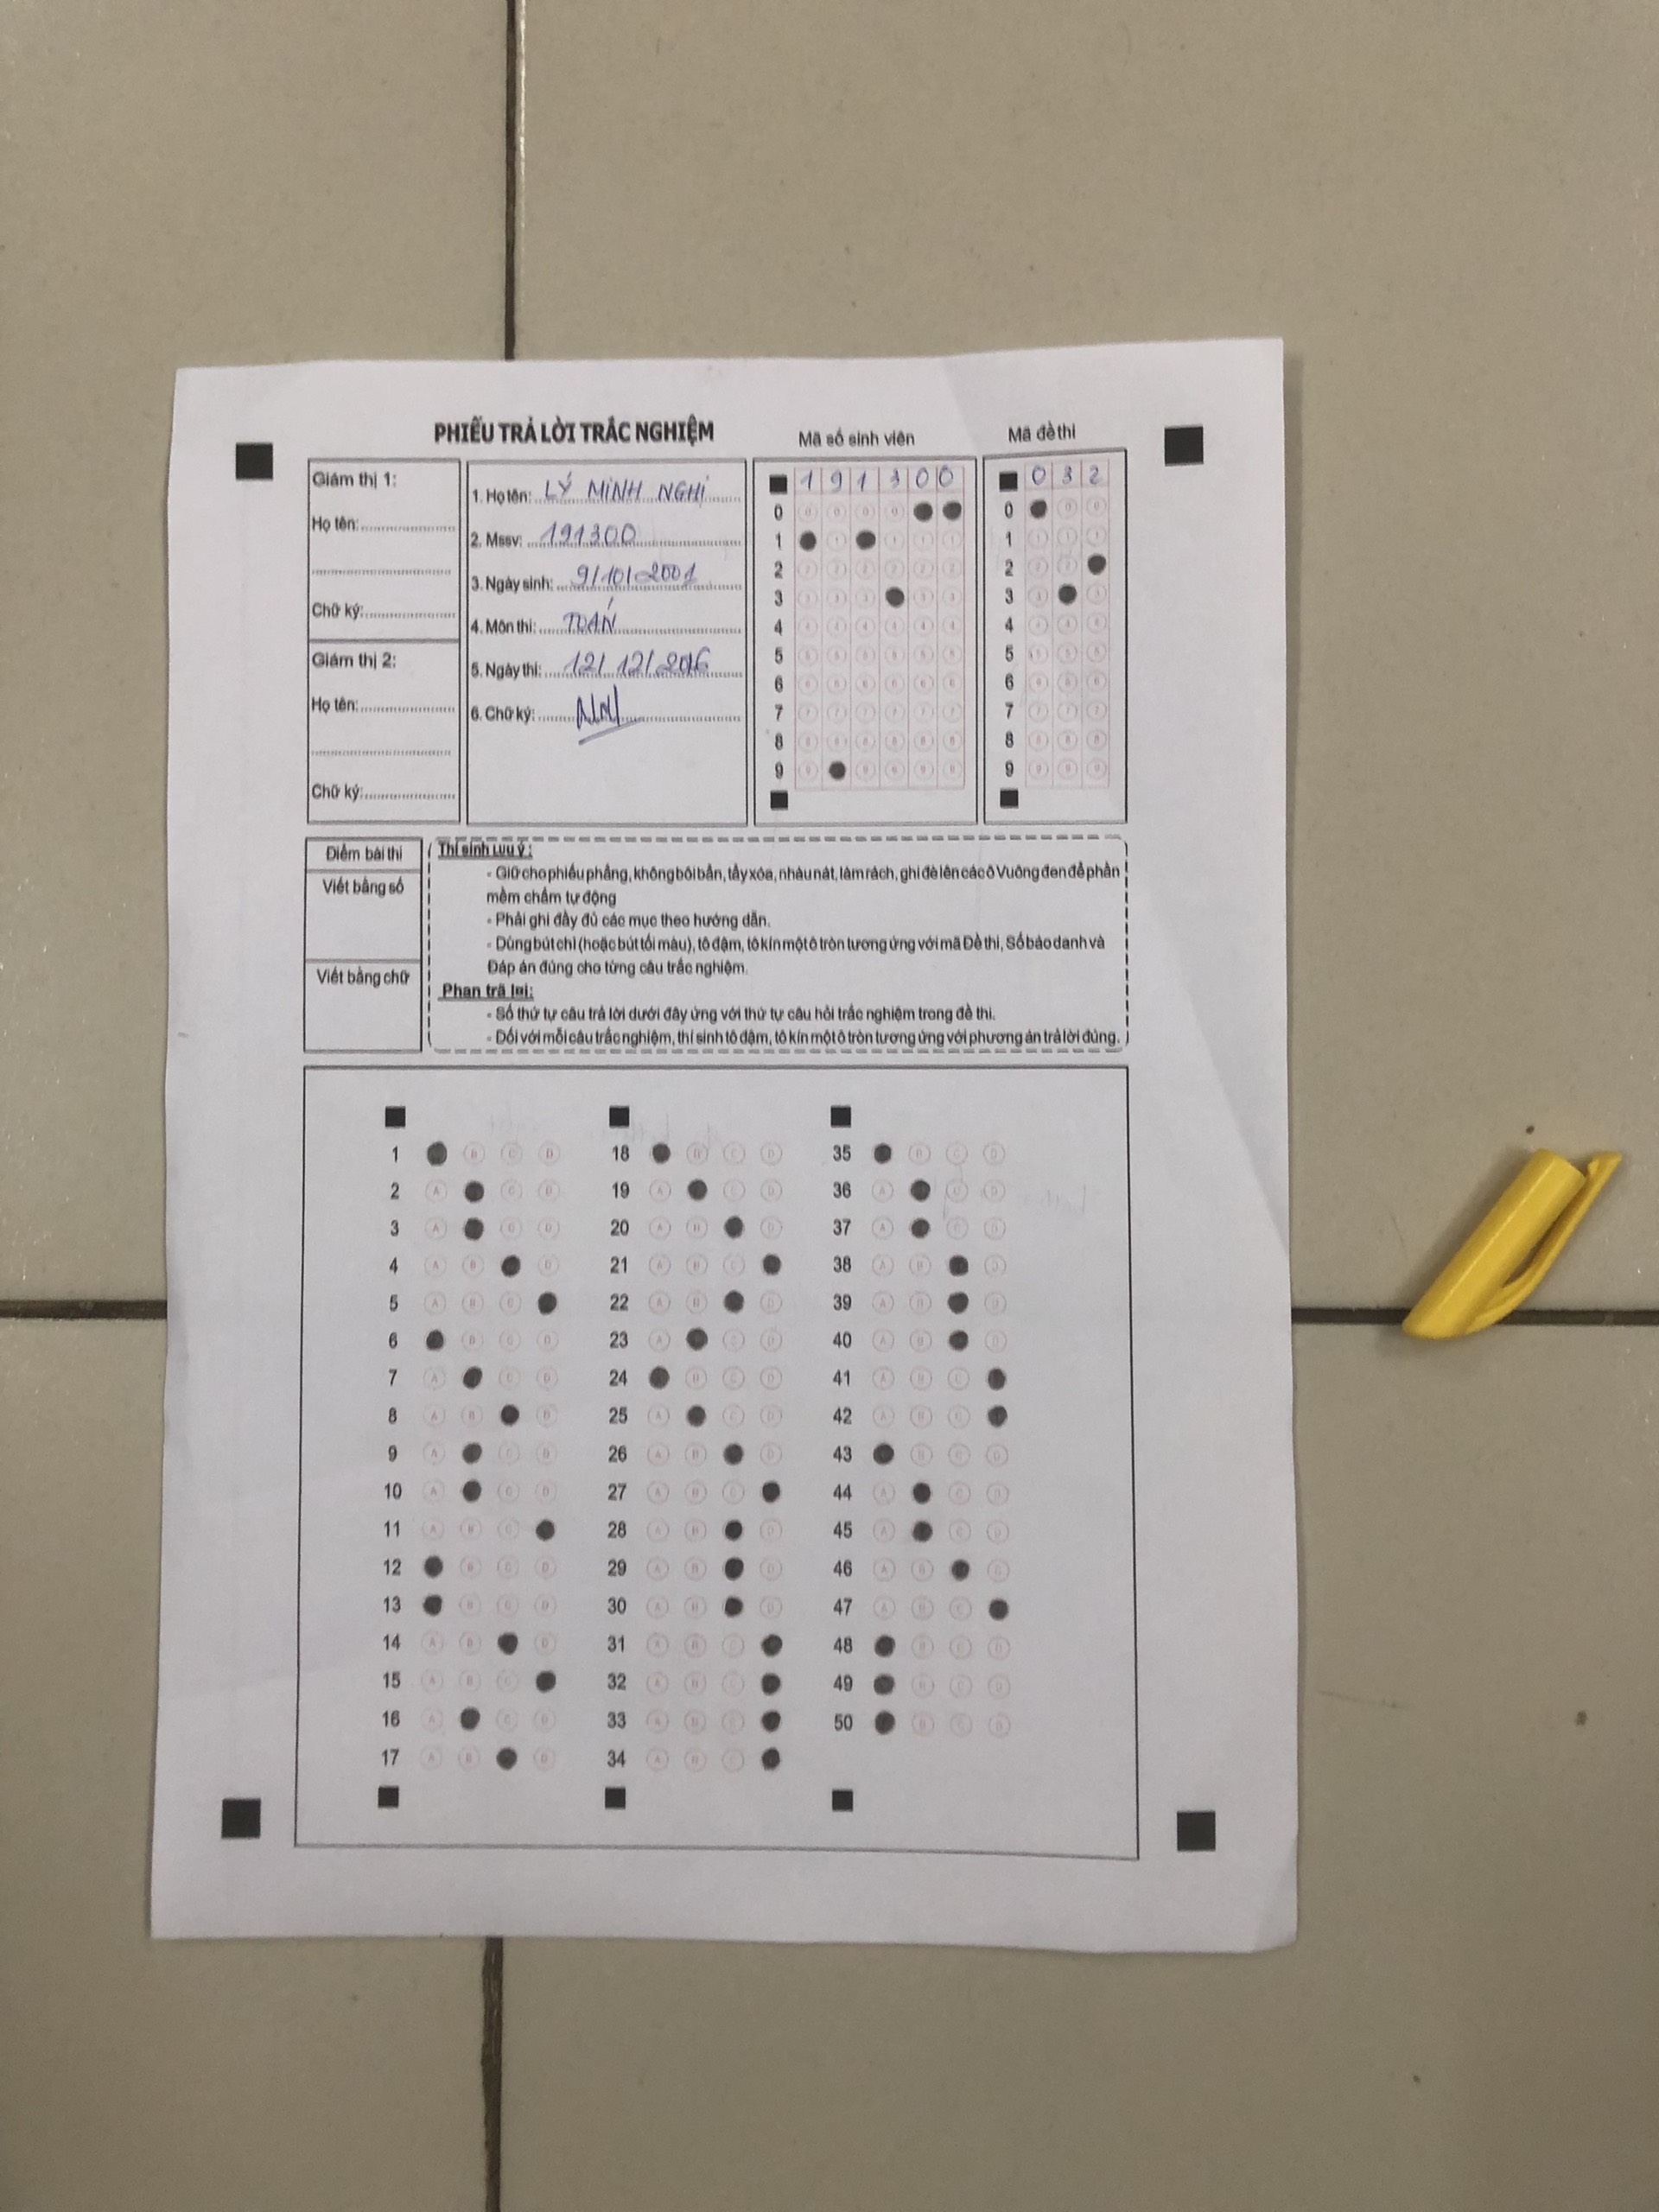 PHIẾU TRẢ LỜI TRẮC NGHIỆM
Giám thị 1:
Họ tên:
Chữ ký:
Giám thị 2:
Họ tên:
Chữ ký:
1. Họ tên: LÝ MINH NGHI
2. Mssv: 191300
3. Ngày sinh: 9/10/2001
4. Môn thi: TOÁN
5. Ngày thi: 12/12/2016
6. Chữ ký:
Mã số sinh viên
1 9 1 3 0 0
0
1
2
3
4
5
6
7
8
9
Mã đề thi
0 3 2
0
1
2
3
4
5
6
7
8
9
Điểm bài thi
Viết bằng số
Viết bằng chữ
Thí sinh lưu ý:
- Giữ cho phiếu phẳng, không bôi bẩn, tẩy xóa, nhàu nát, làm rách, ghi đè lên các ô Vuông đen để phần
mềm chấm tự động
- Phải ghi đầy đủ các mục theo hướng dẫn.
- Dùng bút chì (hoặc bút tối màu), tô đậm, tô kín một ô tròn tương ứng với mã Đề thi, Số báo danh và
Đáp án đúng cho từng câu trắc nghiệm.
Phan trã lơi:
- Số thứ tự câu trả lời dưới đây ứng với thứ tự câu hỏi trắc nghiệm trong đề thi.
- Đối với mỗi câu trắc nghiệm, thí sinh tô đậm, tô kín một ô tròn tương ứng với phương án trả lời đúng.
1 B C D
2 A C D
3 A C D
4 A B D
5 A B C
6 B C D
7 A C D
8 A B D
9 A C D
10 A C D
11 A B C
12 B C D
13 B C D
14 A B D
15 A B C
16 A C D
17 A B D
18 B C D
19 A C D
20 A B D
21 A B C
22 A B D
23 A C D
24 B C D
25 A C D
26 A B D
27 A B C
28 A B D
29 A B D
30 A B D
31 A B C
32 A B C
33 A B C
34 A B C
35 B C D
36 A C D
37 A C D
38 A B D
39 A B D
40 A B D
41 A B C
42 A B C
43 B C D
44 A C D
45 A C D
46 A B D
47 A B C
48 B C D
49 B C D
50 B C D